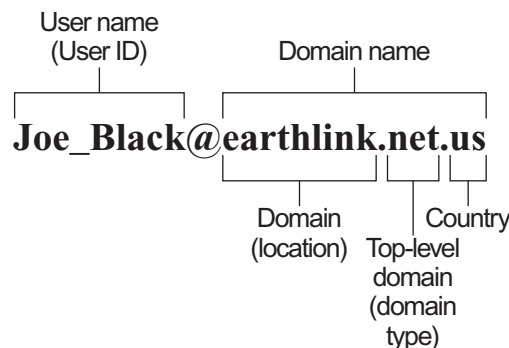 User name
(User ID)
Domain name
Joe_Black@earthlink.net.us
Domain
(location)
Country
Top-level
domain
(domain
type)